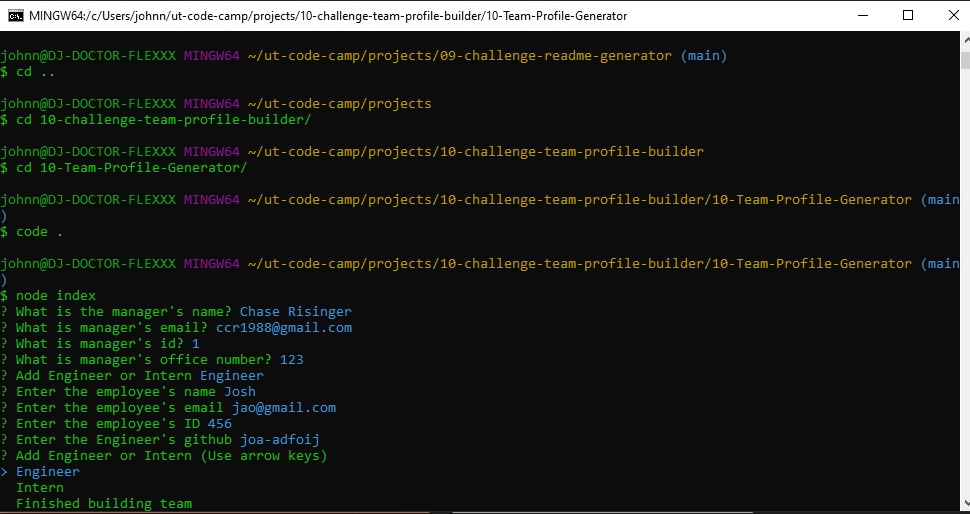 MINGW64:/c/Users/johnn/ut-code-camp/projects/10-challenge-team-profile-builder/10-Team-Profile-Generator
johnn@DJ-DOCTOR-FLEXXX MINGW64 ~/ut-code-camp/projects/09-challenge-readme-generator (main)
$ cd ..
johnn@DJ-DOCTOR-FLEXXX MINGW64 ~/ut-code-camp/projects
$ cd 10-challenge-team-profile-builder/
johnn@DJ-DOCTOR-FLEXXX MINGW64 ~/ut-code-camp/projects/10-challenge-team-profile-builder
$ cd 10-Team-Profile-Generator/
johnn@DJ-DOCTOR-FLEXXX MINGW64 ~/ut-code-camp/projects/10-challenge-team-profile-builder/10-Team-Profile-Generator (main
)
$ code .
johnn@DJ-DOCTOR-FLEXXX MINGW64 ~/ut-code-camp/projects/10-challenge-team-profile-builder/10-Team-Profile-Generator (main
)
$ node index
? What is the manager's name? Chase Risinger
? What is manager's email? ccr1988@gmail.com
? What is manager's id? 1
? What is manager's office number? 123
? Add Engineer or Intern Engineer
? Enter the employee's name Josh
? Enter the employee's email jao@gmail.com
? Enter the employee's ID 456
? Enter the Engineer's github joa-adfoij
? Add Engineer or Intern (Use arrow keys)
> Engineer
Intern
Finished building team